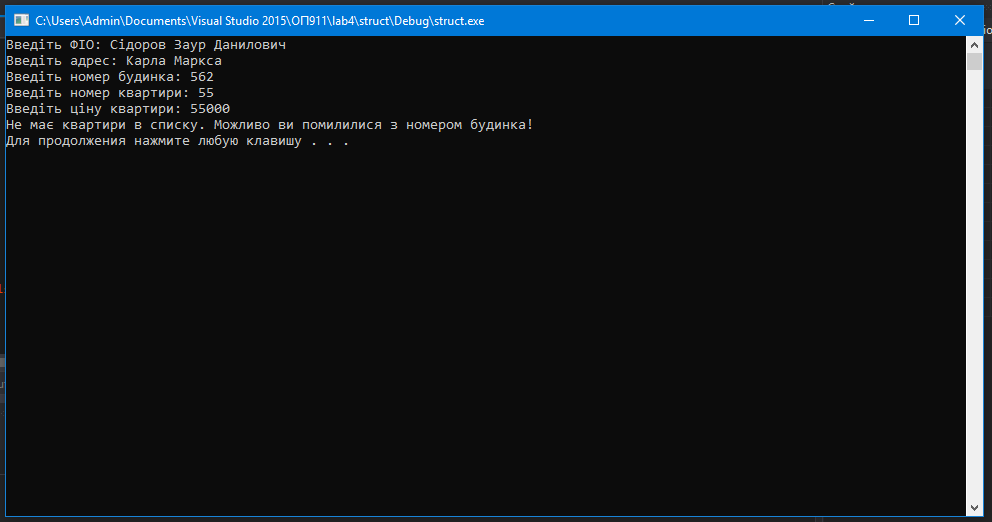 C:\Users\Admin\Documents\Visual Studio 2015\ОПІ911\lab4\struct\Debug\struct.exe
Введіть ФІО: Сідоров Заур Данилович
Введіть адрес: Карла Маркса
Введіть номер будинка: 562
Введіть номер квартири: 55
Введіть ціну квартири: 55000
Не має квартири в списку. Можливо ви помилилися з номером будинка!
Для продолжения нажмите любую клавишу . . .